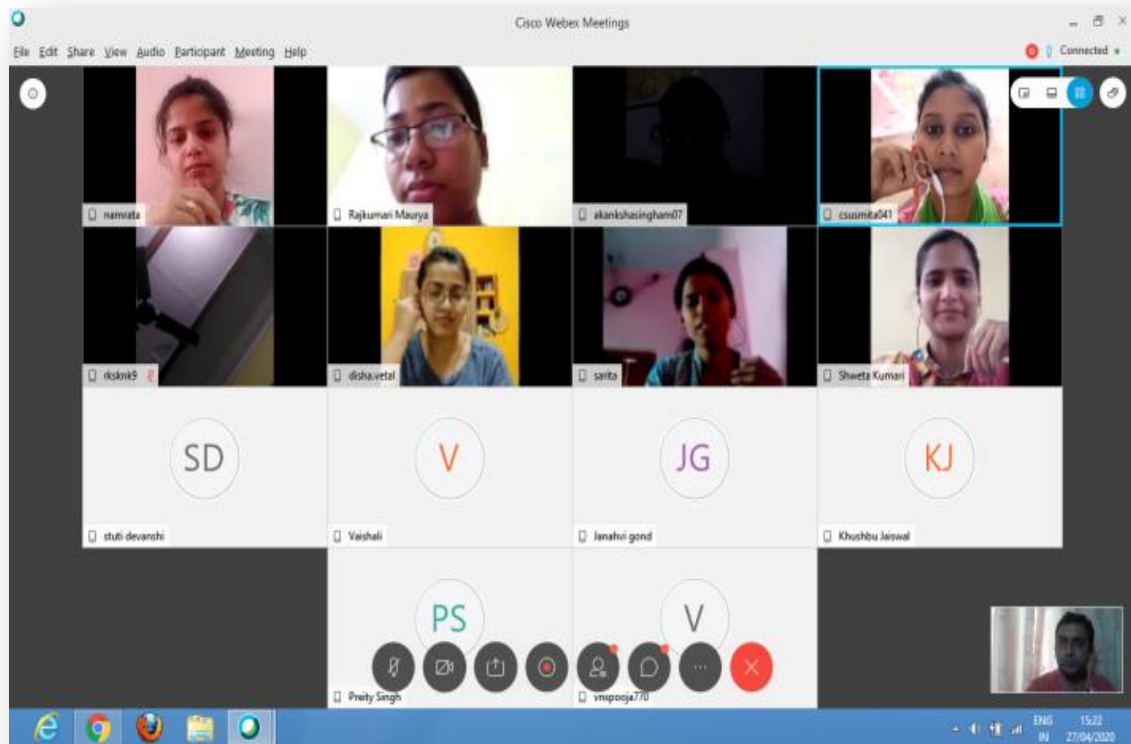 Cisco Webex Meetings
File Edit Share View Audio Participant Meeting Help
Connected
namrata
Rajkumari Maurya
akankshasingham07
csusmita041
rksknk9
disha.vetal
sarita
Shweta Kumari
SD
V
JG
KJ
stuti devanshi
Vaishali
Janahvi gond
Khushbu Jaiswal
PS
V
Preity Singh
vnspooja770
ENG
IN
15:22
27/04/2020